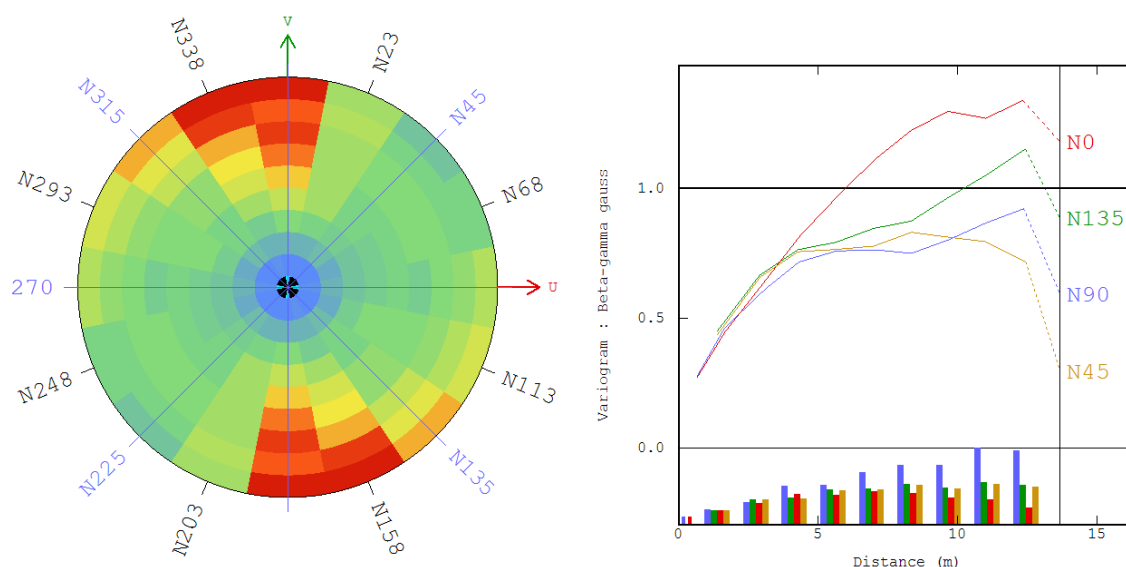 V
N338
N23
N315
N45
N293
N68
270
U
N248
N113
N225
N135
N203
N158
Variogram : Beta-gamma gauss
1.0
0.5
0.0
N0
N135
N90
N45
0
5
10
15
Distance (m)